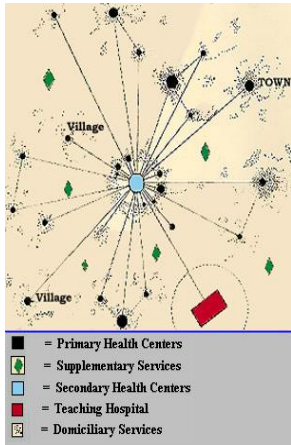 TOWN
Village
Village
= Primary Health Centers
= Supplementary Services
= Secondary Health Centers
= Teaching Hospital
= Domiciliary Services